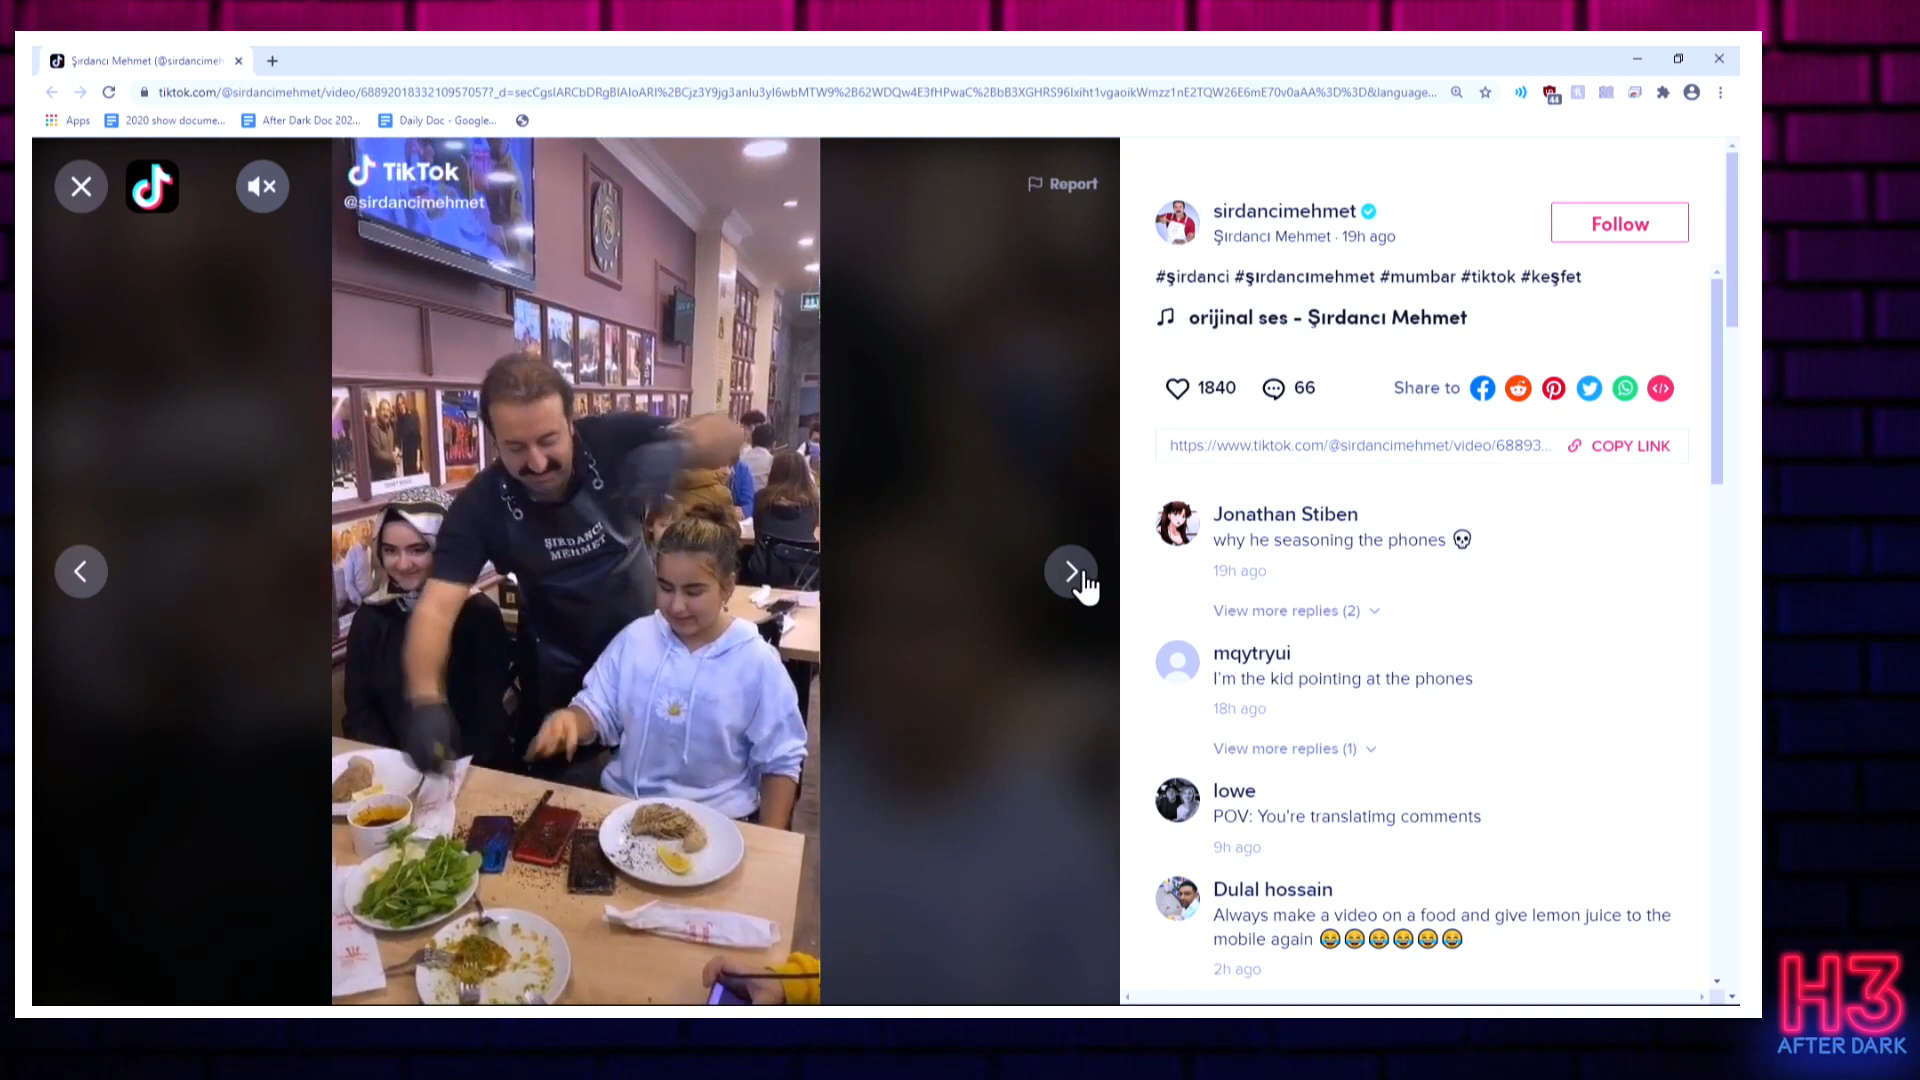 Şırdancı Mehmet (@sirdancimeh
tiktok.com/@sirdancimehmet/video/6889201833210957057?_d=secCgsIARCbDRgBIAIoARI%2BCjz3Y9jg3anlu3yl6wbMTW9%2B62WDQw4E3fHPwaC%2BbB3XGHRS96Ixiht1vgaoikWmzz1nE2TQW26E6mE70v0aAA%3D%3D&language...
Apps
2020 show docume...
After Dark Doc 202...
Daily Doc - Google...
TikTok
@sirdancimehmet
Report
ŞIRDANCI
MEHMET
sirdancimehmet
Şırdancı Mehmet · 19h ago
Follow
#şirdanci #şırdancımehmet #mumbar #tiktok #keşfet
orijinal ses - Şırdancı Mehmet
1840
66
Share to
https://www.tiktok.com/@sirdancimehmet/video/68893...
COPY LINK
Jonathan Stiben
why he seasoning the phones 💀
19h ago
View more replies (2)
mqytryui
I'm the kid pointing at the phones
18h ago
View more replies (1)
lowe
POV: You're translatimg comments
9h ago
Dulal hossain
Always make a video on a food and give lemon juice to the
mobile again 😂😂😂😂😂😂
2h ago
H3
AFTER DARK